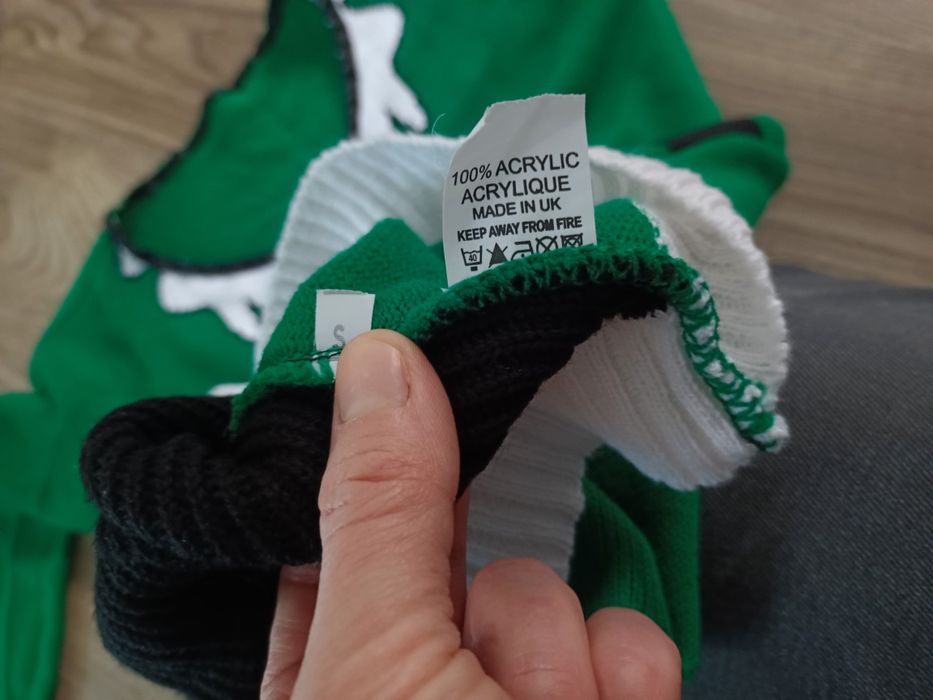 100% ACRYLIC
ACRYLIQUE
MADE IN UK
KEEP AWAY FROM FIRE
40
S